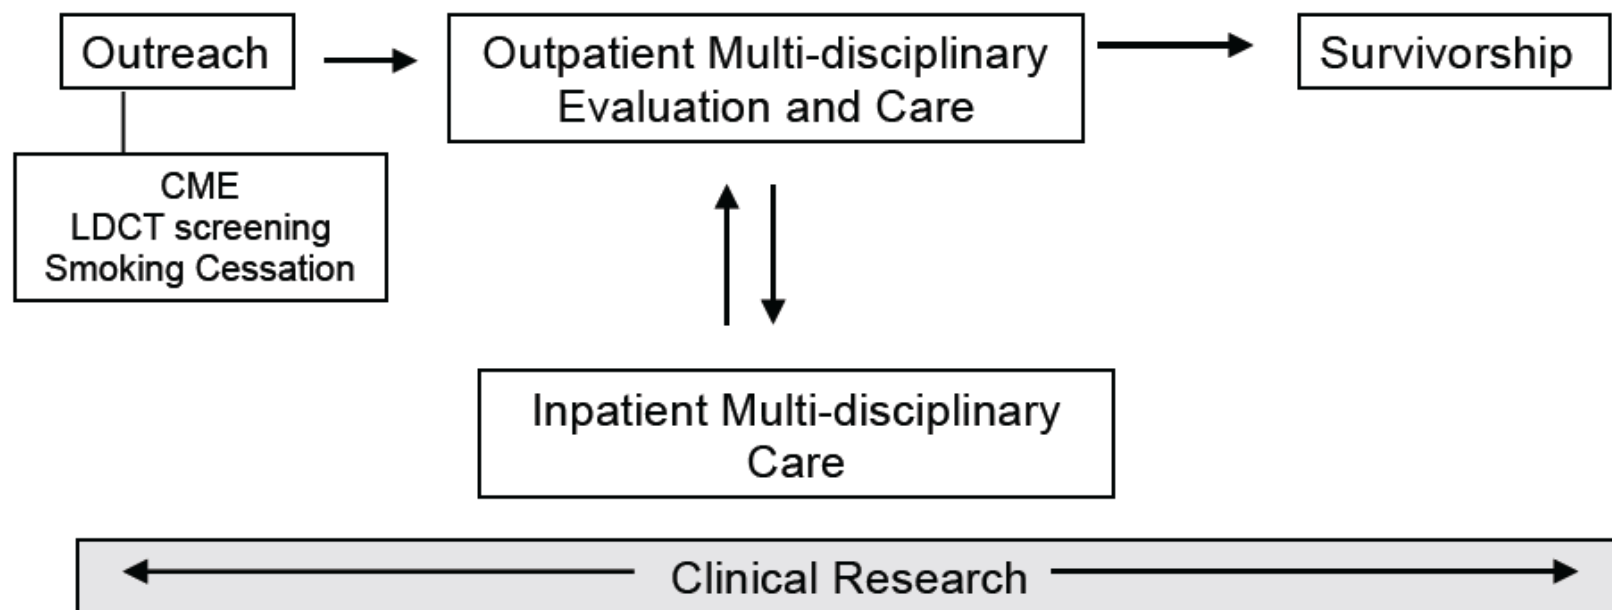 Outreach
Outpatient Multi-disciplinary
Evaluation and Care
Survivorship
CME
LDCT screening
Smoking Cessation
Inpatient Multi-disciplinary
Care
Clinical Research